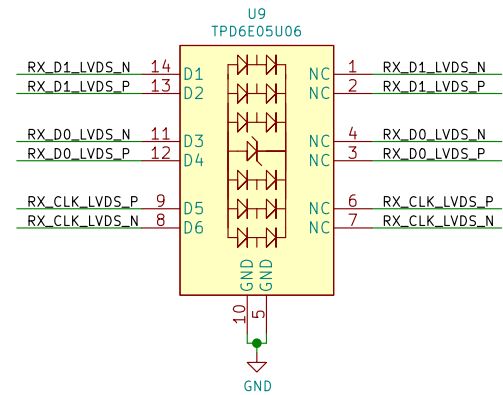 U9
TPD6E05U06
RX_D1_LVDS_N 14 D1 NC 1 RX_D1_LVDS_N
RX_D1_LVDS_P 13 D2 NC 2 RX_D1_LVDS_P
RX_D0_LVDS_N 11 D3 NC 4 RX_D0_LVDS_N
RX_D0_LVDS_P 12 D4 NC 3 RX_D0_LVDS_P
RX_CLK_LVDS_P 9 D5 NC 6 RX_CLK_LVDS_P
RX_CLK_LVDS_N 8 D6 NC 7 RX_CLK_LVDS_N
GND GND
10 5
GND